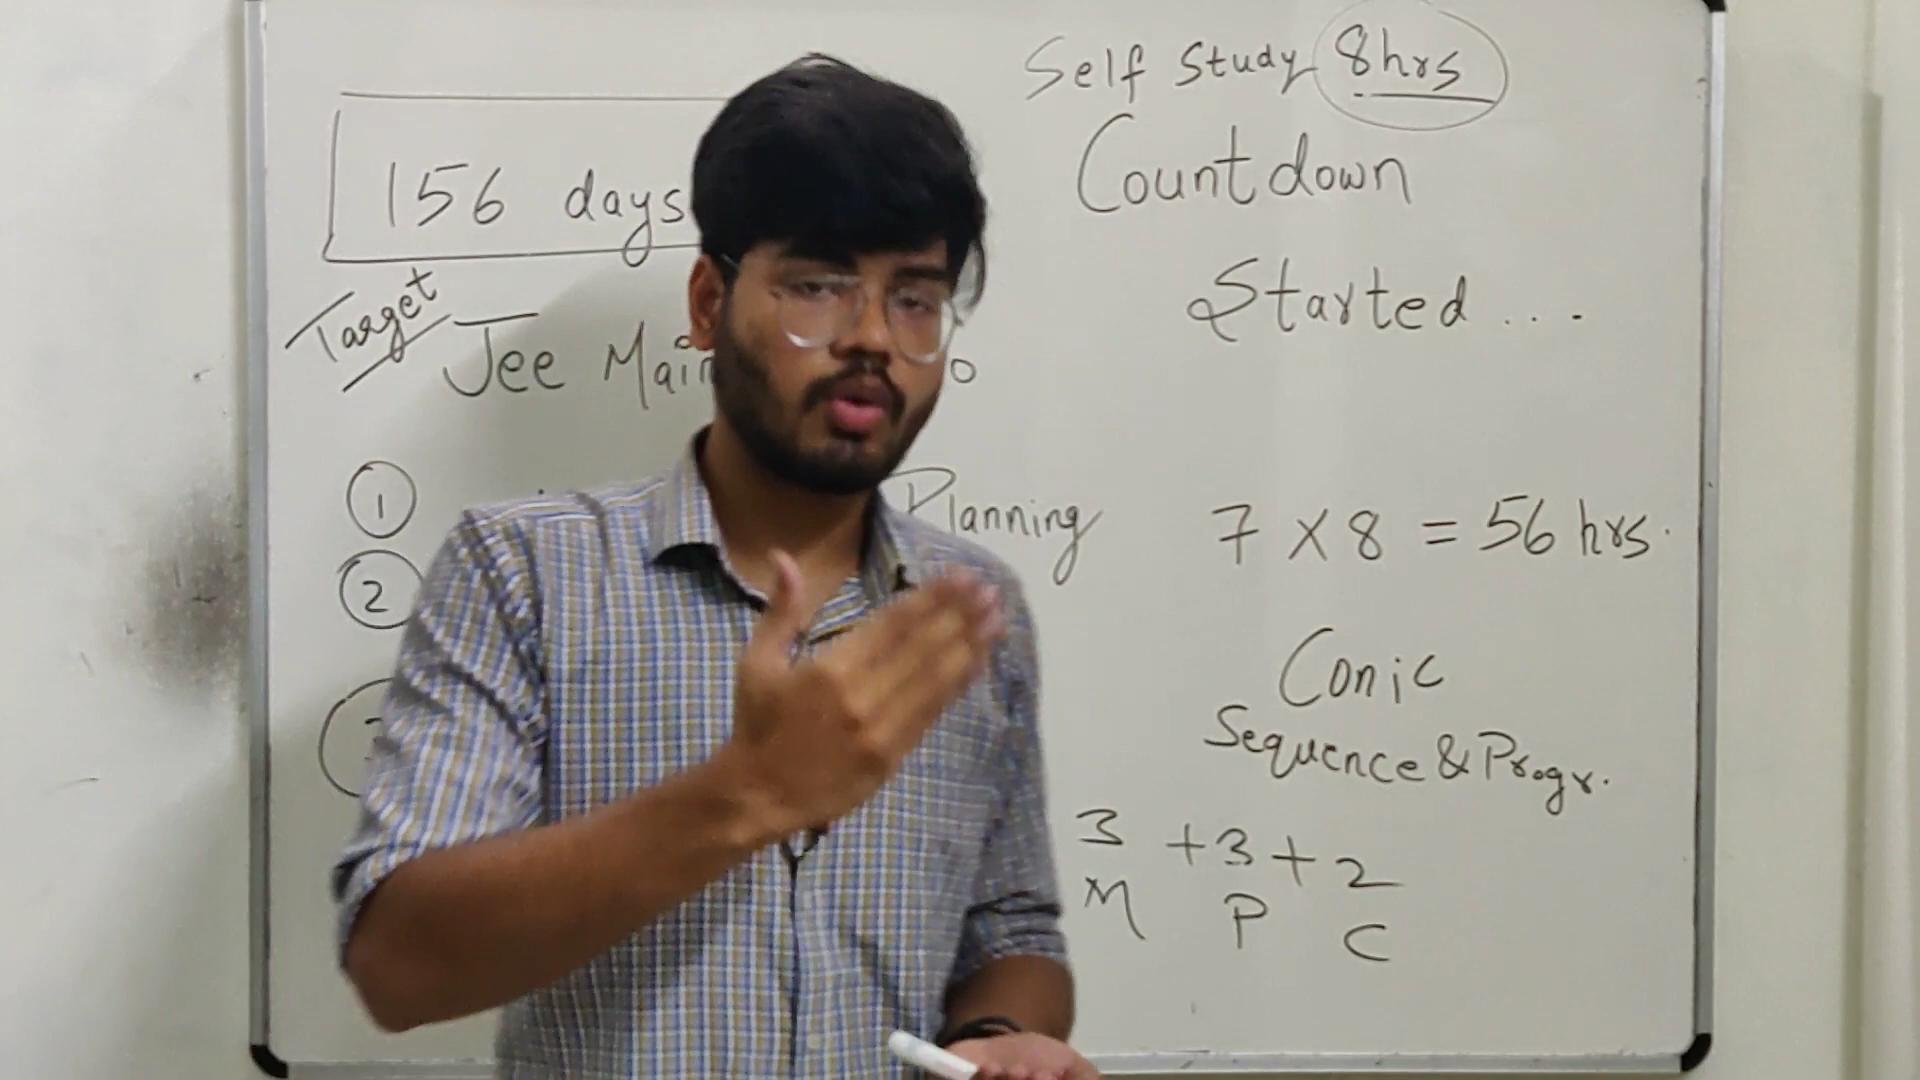 Self Study 8hrs
156 days
Countdown
Started ...
Target
Jee Main
1
Planning
7 x 8 = 56 hrs.
2
Conic
Sequence & Progr.
3 + 3 + 2
M P C